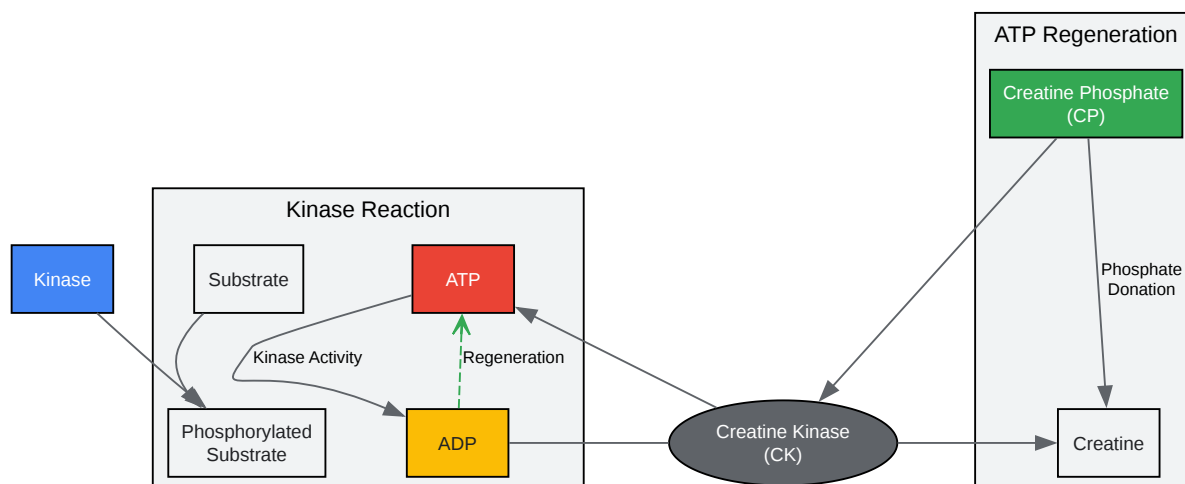 ATP Regeneration
Creatine Phosphate
(CP)
Kinase Reaction
Kinase
Substrate
ATP
Phosphate
Donation
Kinase Activity
Regeneration
Phosphorylated
Substrate
ADP
Creatine Kinase
(CK)
Creatine